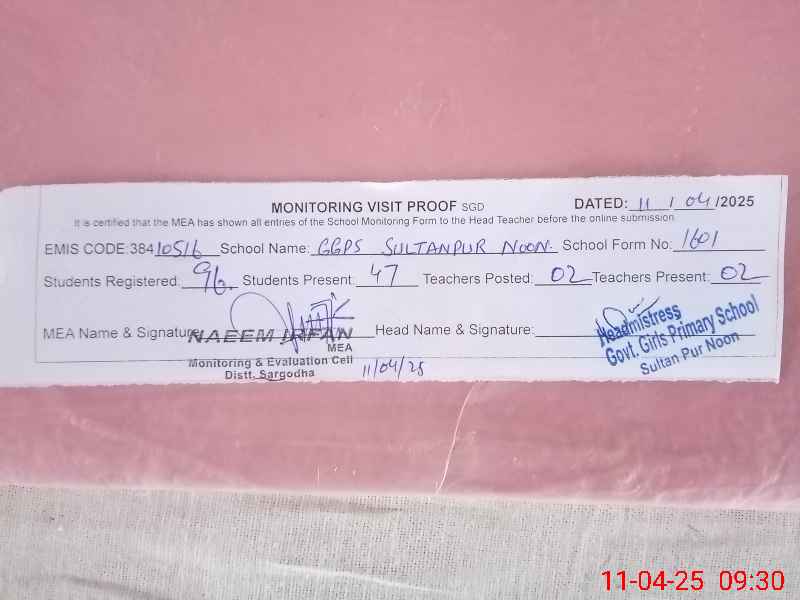 MONITORING VISIT PROOF SGD DATED: 11 / 04 /2025
It is certified that the MEA has shown all entries of the School Monitoring Form to the Head Teacher before the online submission.
EMIS CODE:38410516 School Name: GGPS SULTANPUR NOON. School Form No: 1601
Students Registered: 96 Students Present: 47 Teachers Posted: 02 Teachers Present: 02
MEA Name & Signature NAEEM IRFAN Head Name & Signature: Headmistress
MEA Govt. Girls Primary School
Monitoring & Evaluation Cell Sultan Pur Noon
Distt. Sargodha 11/04/25
11-04-25 09:30